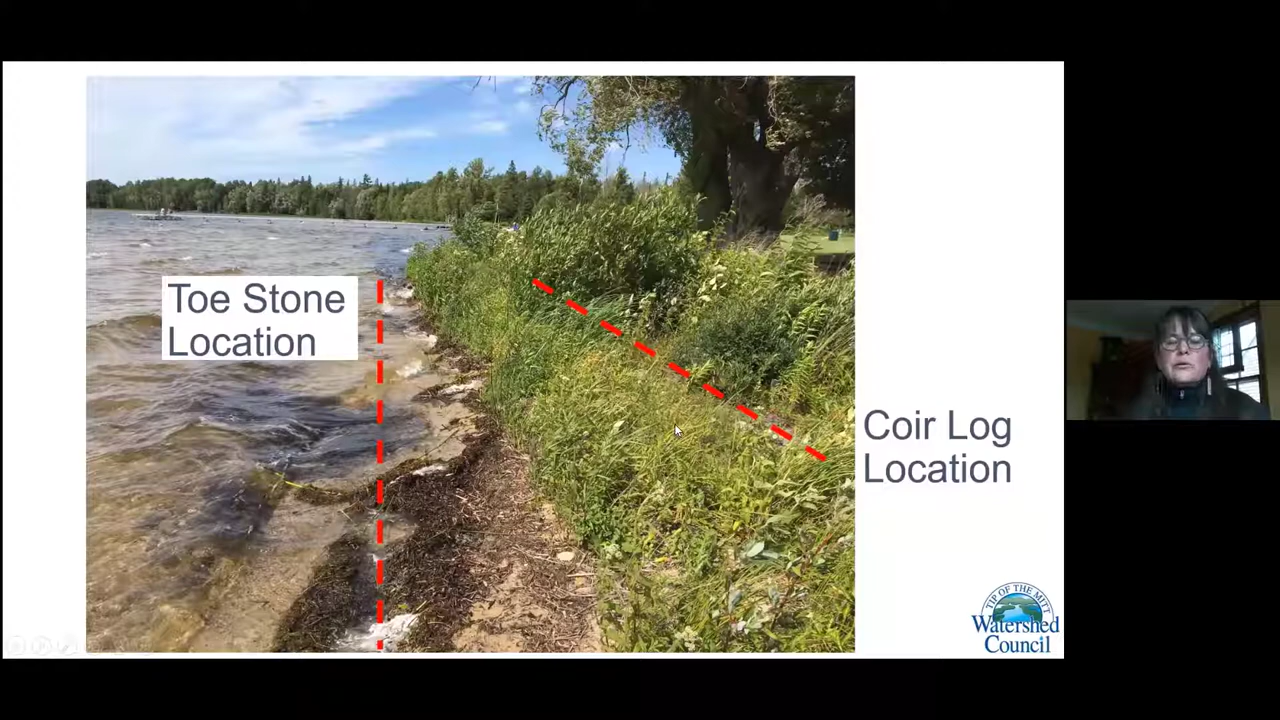 Toe Stone
Location
Coir Log
Location
TIP OF THE MITT
Watershed
Council